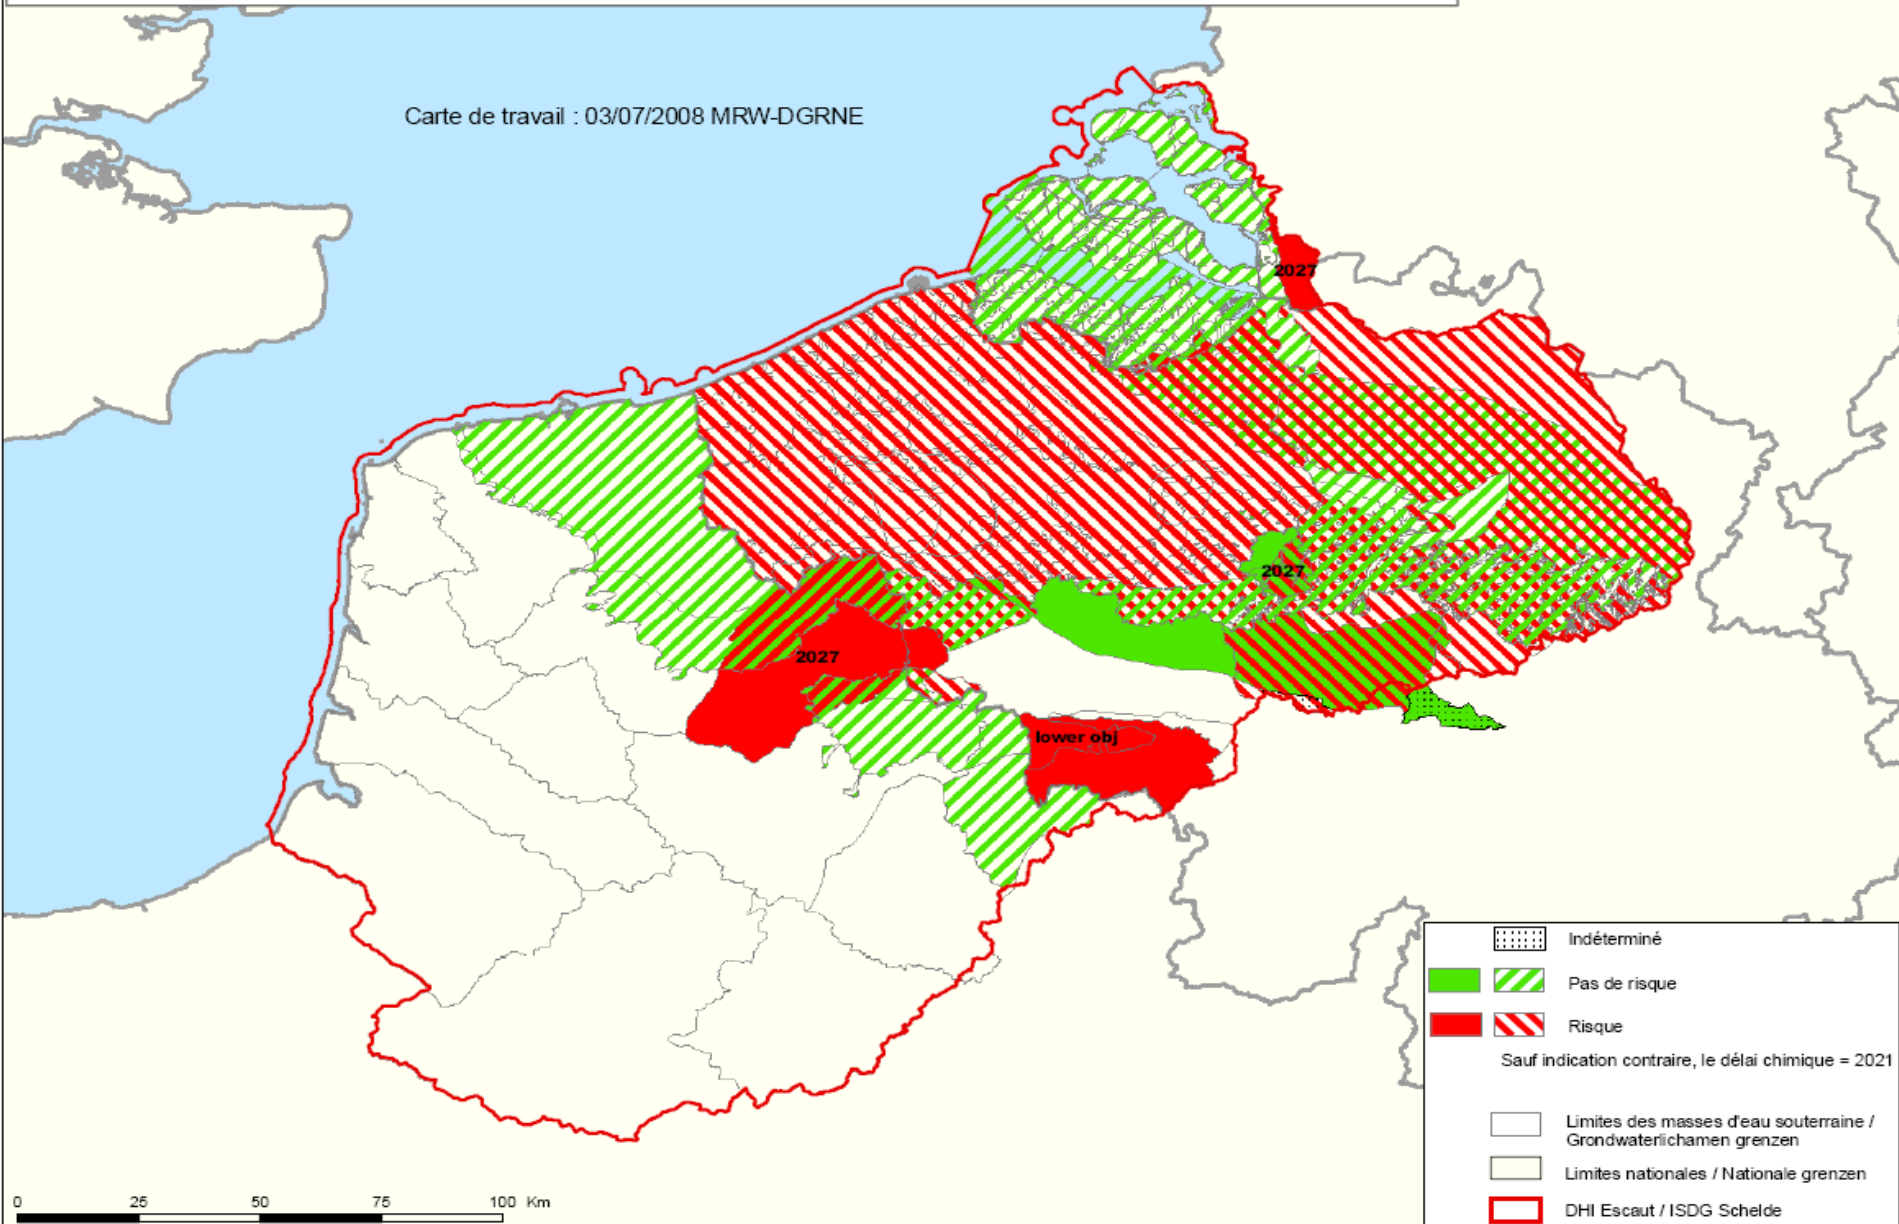 Carte de travail : 03/07/2008 MRW-DGRNE
2027
2027
2027
lower obj
Indéterminé
Pas de risque
Risque
Sauf indication contraire, le délai chimique = 2021
Limites des masses d'eau souterraine /
Grondwaterlichamen grenzen
Limites nationales / Nationale grenzen
DHI Escaut / ISDG Schelde
0 25 50 75 100 Km